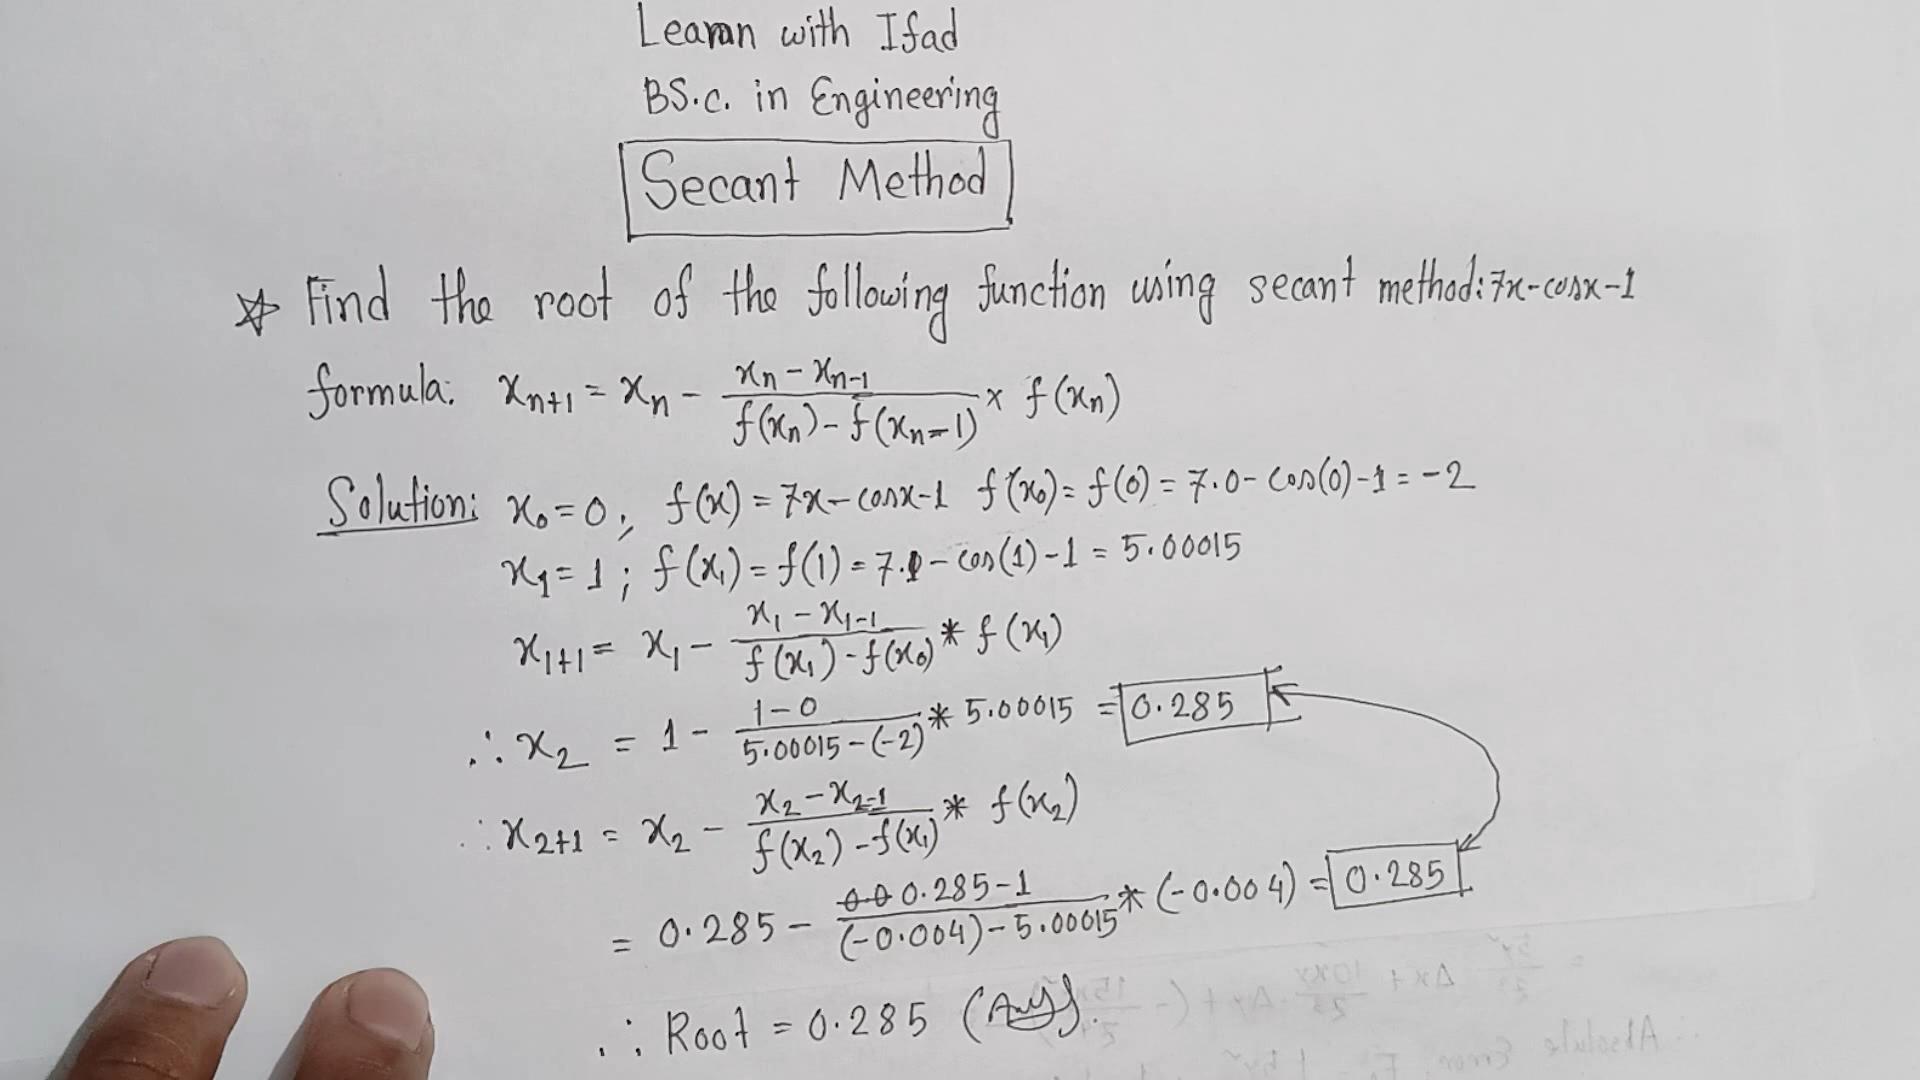 Learn with Ifad
BS.c. in Engineering
Secant Method
☆ Find the root of the following function using secant method: 7x-cosx-1
formula: xₙ₊₁ = xₙ - (xₙ - xₙ₋₁)/(f(xₙ) - f(xₙ₋₁)) × f(xₙ)
Solution: x₀ = 0; f(x) = 7x - cosx - 1 f(x₀) = f(0) = 7.0 - cos(0) - 1 = -2
x₁ = 1; f(x₁) = f(1) = 7.1 - cos(1) - 1 = 5.00015
x₁₊₁ = x₁ - (x₁ - x₁₋₁)/(f(x₁) - f(x₀)) * f(x₁)
∴ x₂ = 1 - (1-0)/(5.00015-(-2)) * 5.00015 = 0.285
∴ x₂₊₁ = x₂ - (x₂ - x₂₋₁)/(f(x₂) - f(x₁)) * f(x₂)
= 0.285 - (0.285-1)/((-0.004)-5.00015) * (-0.004) = 0.285
∴ Root = 0.285 (Ans).